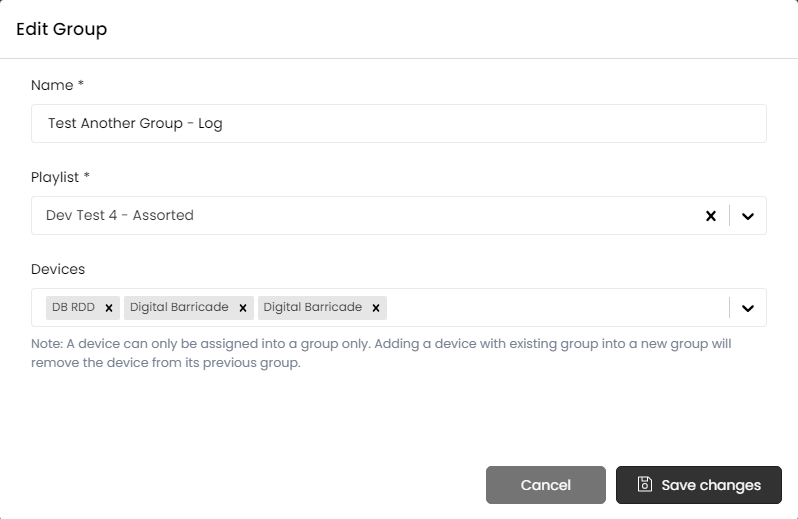 Edit Group
Name *
Test Another Group - Log
Playlist *
Dev Test 4 - Assorted
Devices
DB RDD Digital Barricade Digital Barricade
Note: A device can only be assigned into a group only. Adding a device with existing group into a new group will
remove the device from its previous group.
Cancel Save changes